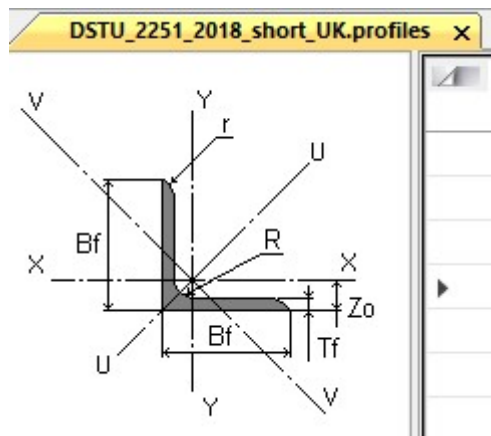 DSTU_2251_2018_short_UK.profiles ×
V
Y
r
U
Bf
R
X
X
Zo
Bf
Tf
U
V
Y